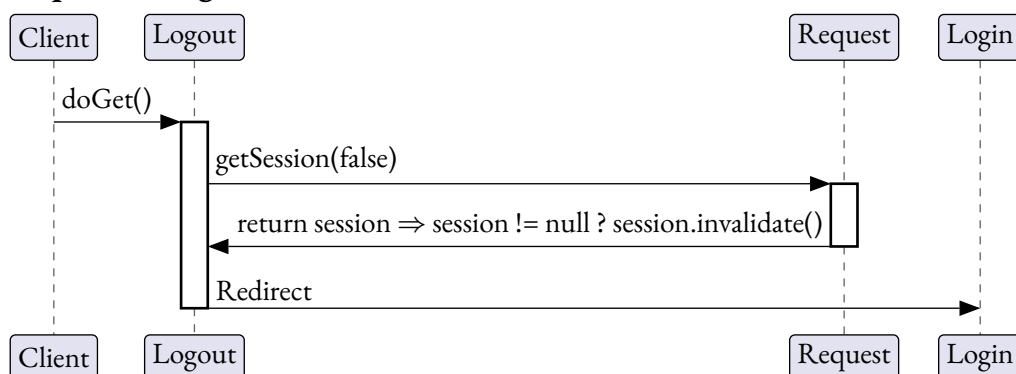 Client Logout Request Login
doGet()
getSession(false)
return session ⇒ session != null ? session.invalidate()
Redirect
Client Logout Request Login